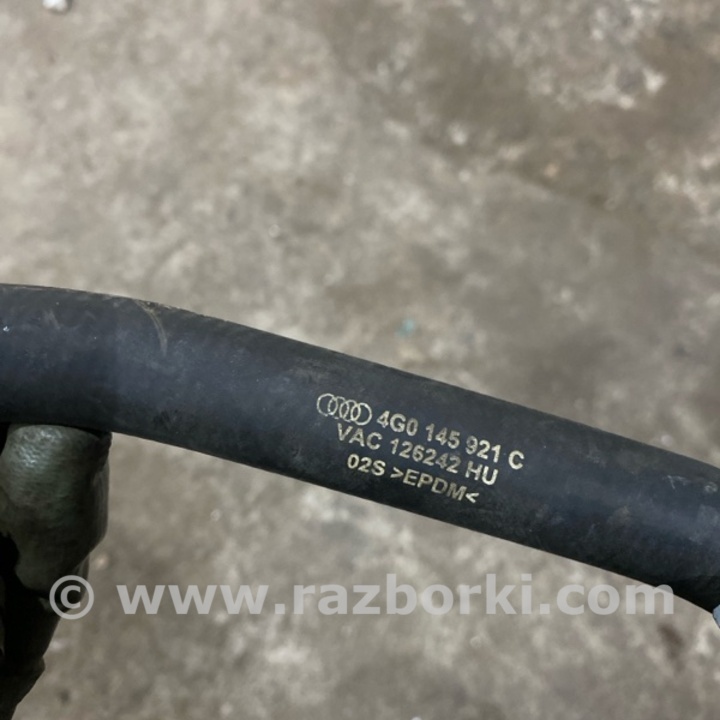 4G0 145 921 C
VAC 126242 HU
02S >EPDM<
© www.razborki.com